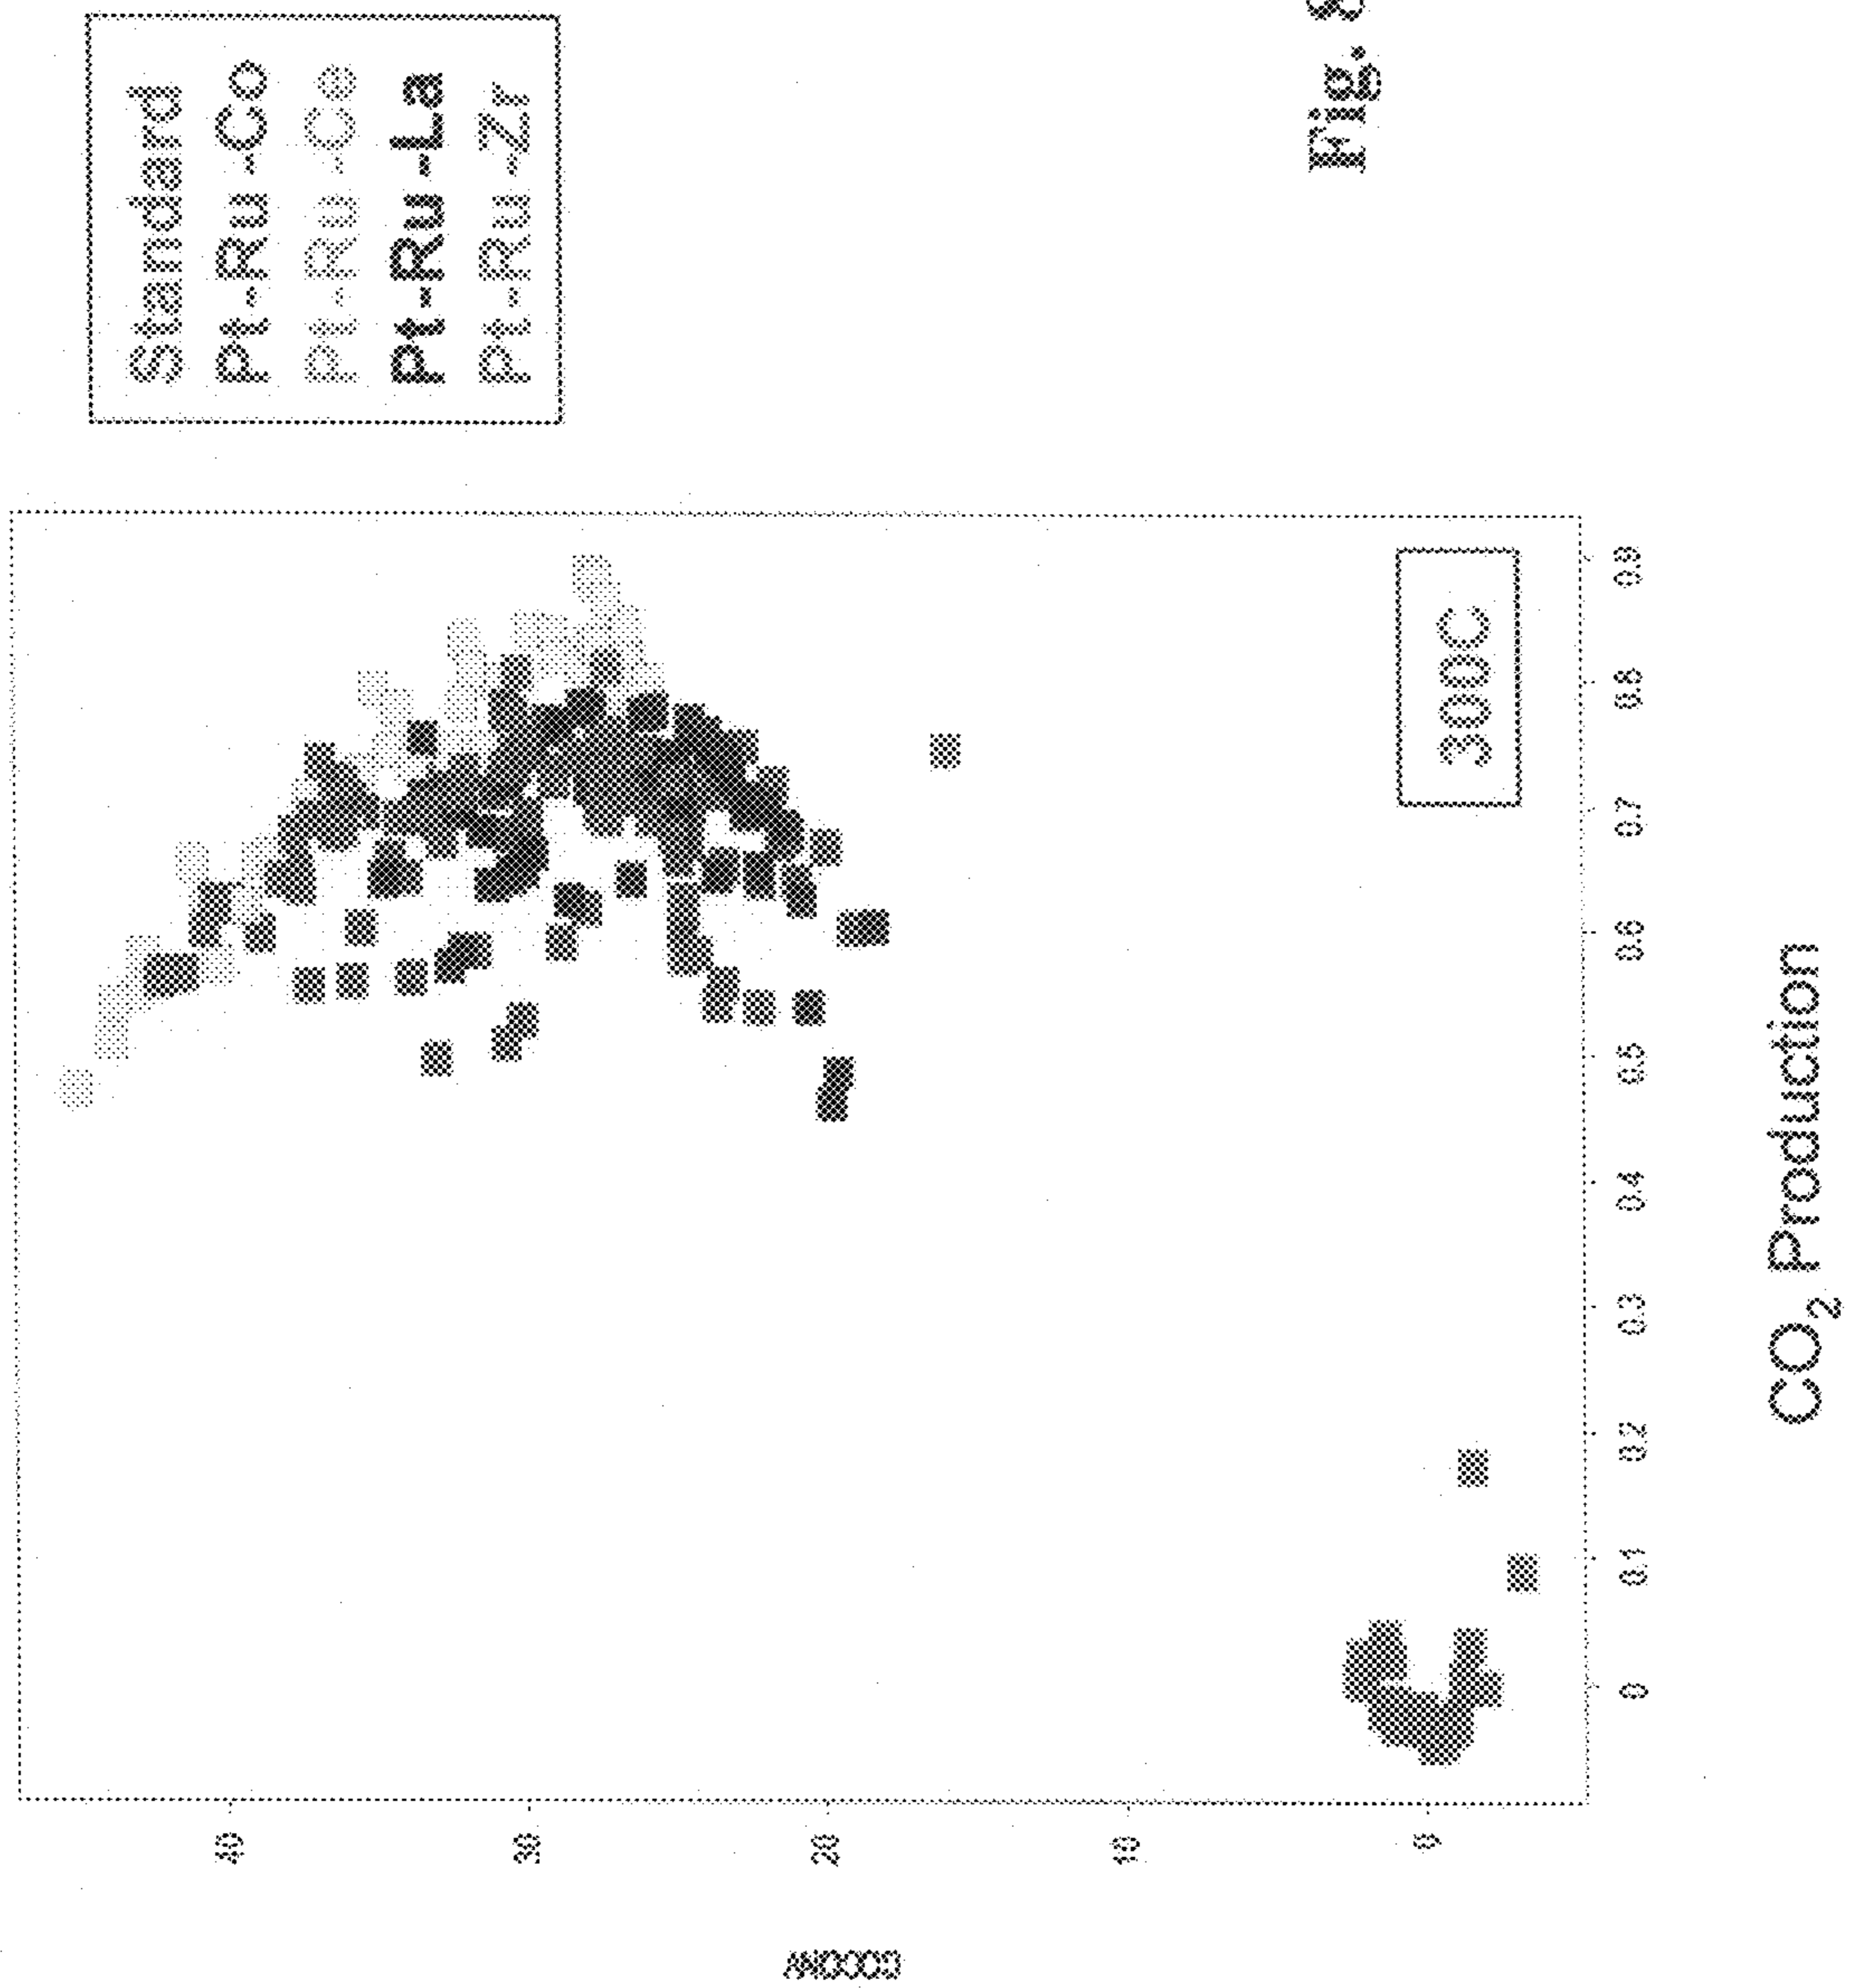 Standard
Pt-Ru-Co
Pt-Ru-Ce
Pt-Ru-La
Pt-Ru-Zr
40
30
20
10
0
300C
0
0.1
0.2
0.3
0.4
0.5
0.6
0.7
0.8
0.9
CO₂ Production
Fig. 8